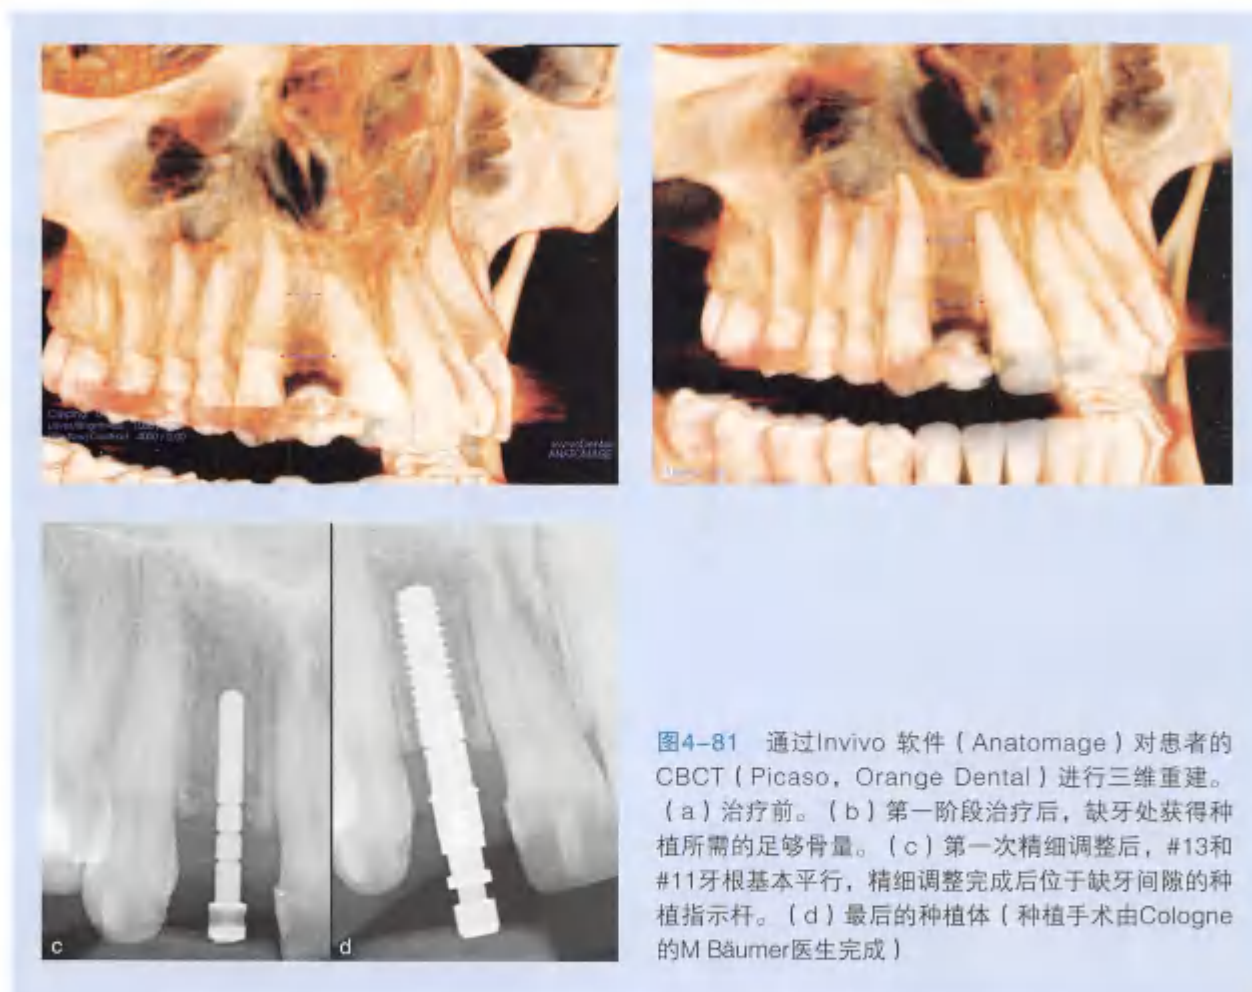 ANATOMAGE
c
d
图4-81 通过Invivo 软件（Anatomage）对患者的
CBCT（Picaso，Orange Dental）进行三维重建。
（a）治疗前。（b）第一阶段治疗后，缺牙处获得种
植所需的足够骨量。（c）第一次精细调整后，#13和
#11牙根基本平行，精细调整完成后位于缺牙间隙的种
植指示杆。（d）最后的种植体（种植手术由Cologne
的M Bäumer医生完成）